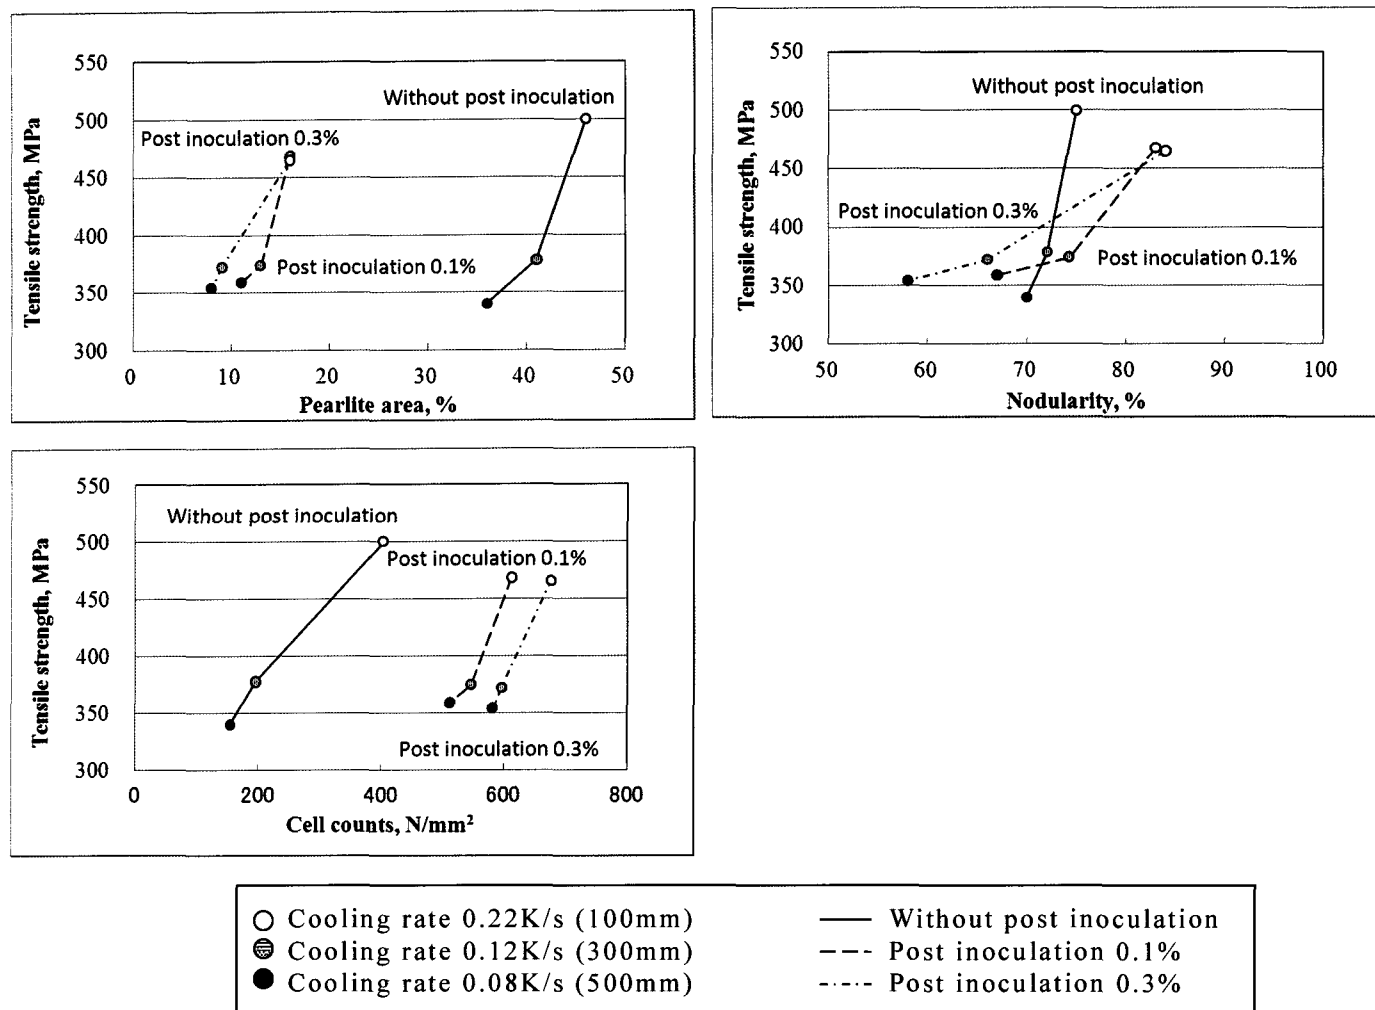 550
500
450
400
350
300
Tensile strength, MPa
Without post inoculation
Post inoculation 0.3%
Post inoculation 0.1%
0 10 20 30 40 50
Pearlite area, %
550
500
450
400
350
300
Tensile strength, MPa
Without post inoculation
Post inoculation 0.3%
Post inoculation 0.1%
50 60 70 80 90 100
Nodularity, %
550
500
450
400
350
300
Tensile strength, MPa
Without post inoculation
Post inoculation 0.1%
Post inoculation 0.3%
0 200 400 600 800
Cell counts, N/mm²
Cooling rate 0.22K/s (100mm)
Cooling rate 0.12K/s (300mm)
Cooling rate 0.08K/s (500mm)
Without post inoculation
Post inoculation 0.1%
Post inoculation 0.3%